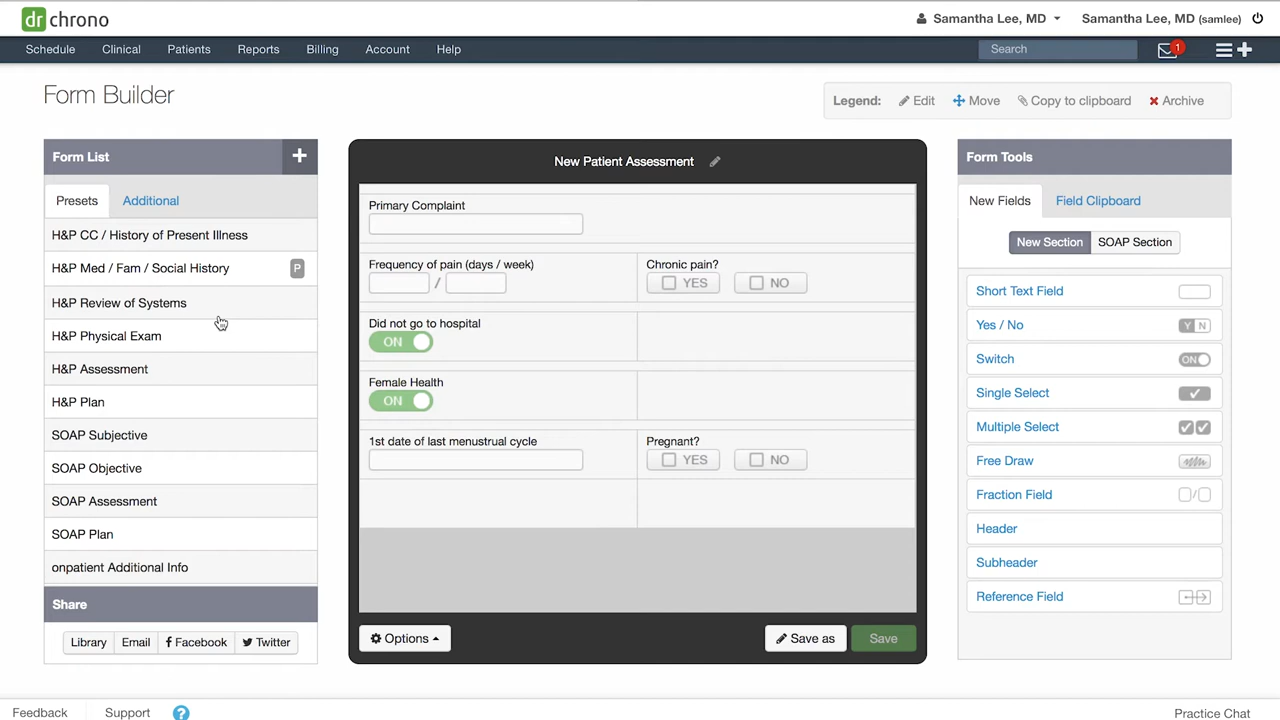 drchrono
Samantha Lee, MD
Samantha Lee, MD (samlee)
Schedule
Clinical
Patients
Reports
Billing
Account
Help
Search
1
Form Builder
Legend:
Edit
Move
Copy to clipboard
Archive
Form List
Presets
Additional
H&P CC / History of Present Illness
H&P Med / Fam / Social History
P
H&P Review of Systems
H&P Physical Exam
H&P Assessment
H&P Plan
SOAP Subjective
SOAP Objective
SOAP Assessment
SOAP Plan
onpatient Additional Info
Share
Library
Email
Facebook
Twitter
New Patient Assessment
Primary Complaint
Frequency of pain (days / week)
/
Chronic pain?
YES
NO
Did not go to hospital
ON
Female Health
ON
1st date of last menstrual cycle
Pregnant?
YES
NO
Options
Save as
Save
Form Tools
New Fields
Field Clipboard
New Section
SOAP Section
Short Text Field
Yes / No
Y N
Switch
ON
Single Select
Multiple Select
Free Draw
Fraction Field
/
Header
Subheader
Reference Field
Feedback
Support
?
Practice Chat